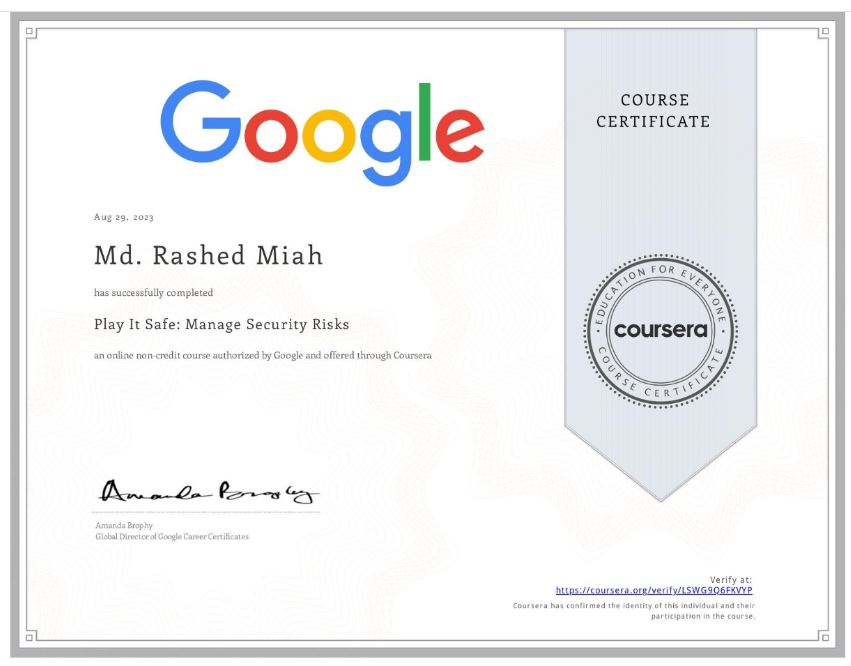 Google
COURSE
CERTIFICATE
Aug 29, 2023
Md. Rashed Miah
has successfully completed
Play It Safe: Manage Security Risks
an online non-credit course authorized by Google and offered through Coursera
EDUCATION FOR EVERYONE
coursera
COURSE CERTIFICATE
Amanda Brophy
Amanda Brophy
Global Director of Google Career Certificates
Verify at:
https://coursera.org/verify/LSWG9Q6FKVYP
Coursera has confirmed the identity of this individual and their
participation in the course.